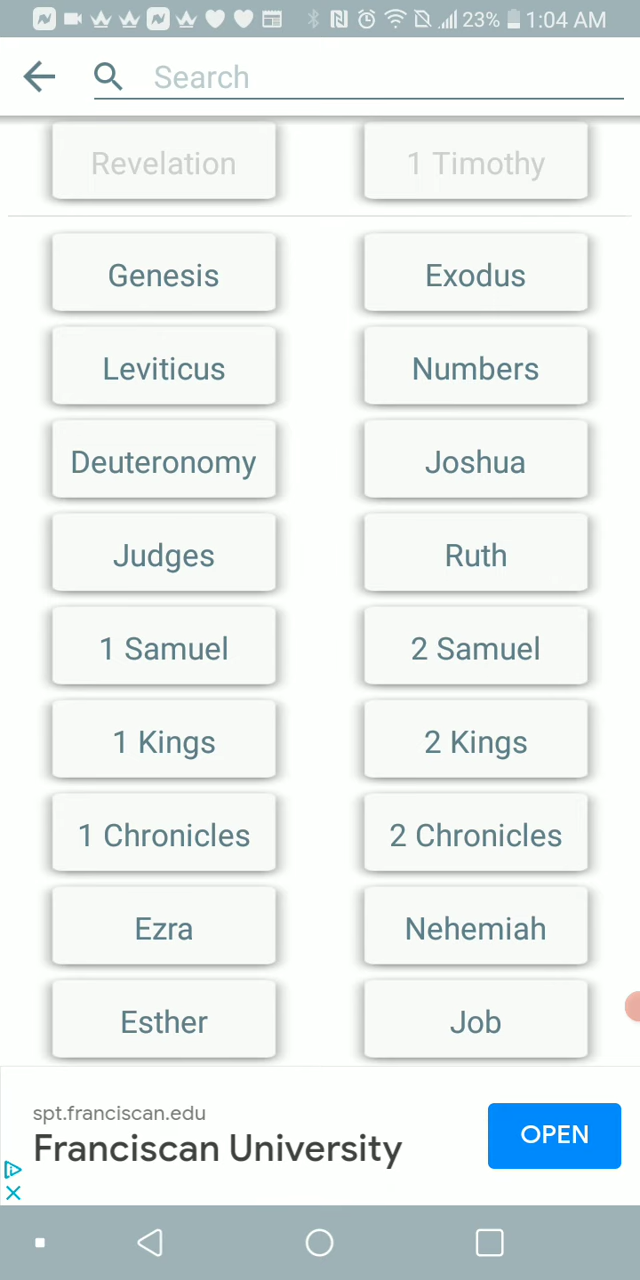 23% 1:04 AM
Search
Revelation 1 Timothy
Genesis Exodus
Leviticus Numbers
Deuteronomy Joshua
Judges Ruth
1 Samuel 2 Samuel
1 Kings 2 Kings
1 Chronicles 2 Chronicles
Ezra Nehemiah
Esther Job
spt.franciscan.edu
Franciscan University
OPEN